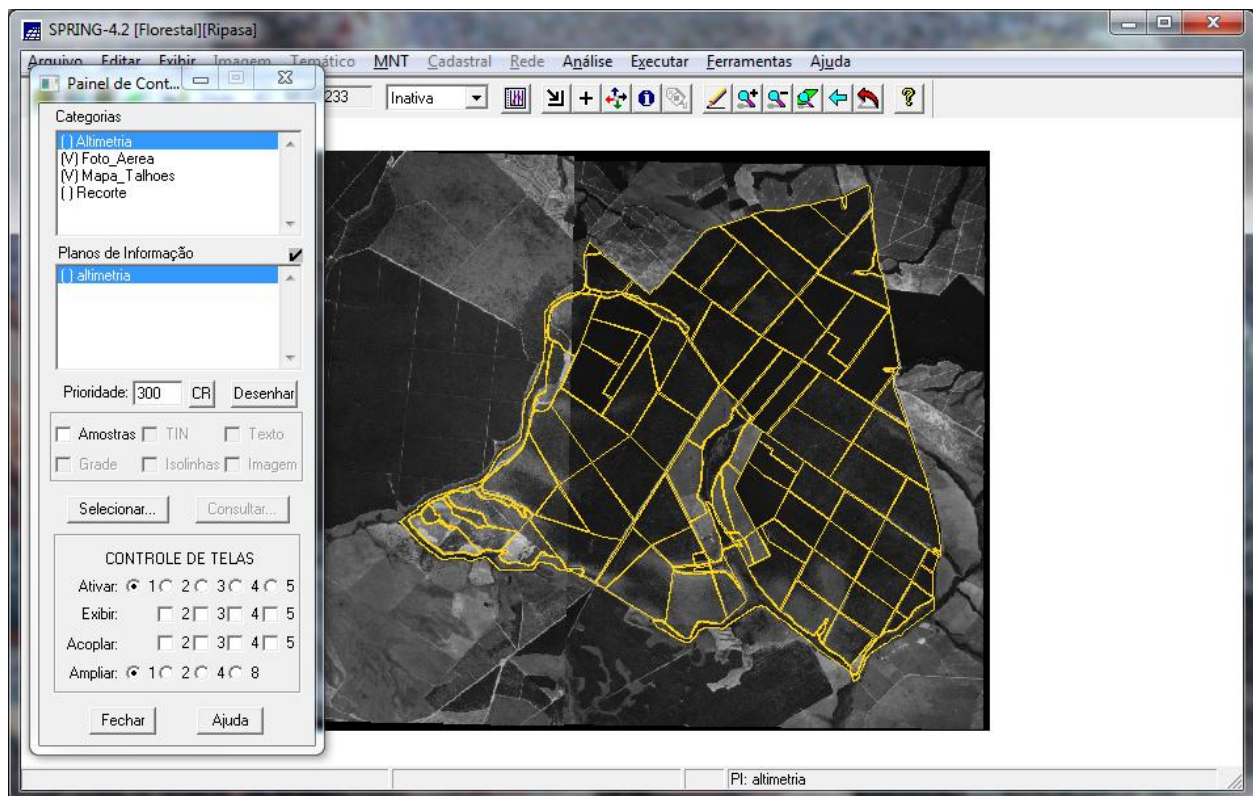 SPRING-4.2 [Florestal][Ripasa]
Arquivo Editar Exibir Imagem Temático MNT Cadastral Rede Análise Executar Ferramentas Ajuda
Painel de Cont...
233 Inativa
Categorias
( ) Altimetria
(V) Foto_Aerea
(V) Mapa_Talhoes
( ) Recorte
Planos de Informação
( ) altimetria
Prioridade: 300 CR Desenhar
Amostras TIN Texto
Grade Isolinhas Imagem
Selecionar... Consultar...
CONTROLE DE TELAS
Ativar: 1 2 3 4 5
Exibir: 2 3 4 5
Acoplar: 2 3 4 5
Ampliar: 1 2 4 8
Fechar Ajuda
PI: altimetria